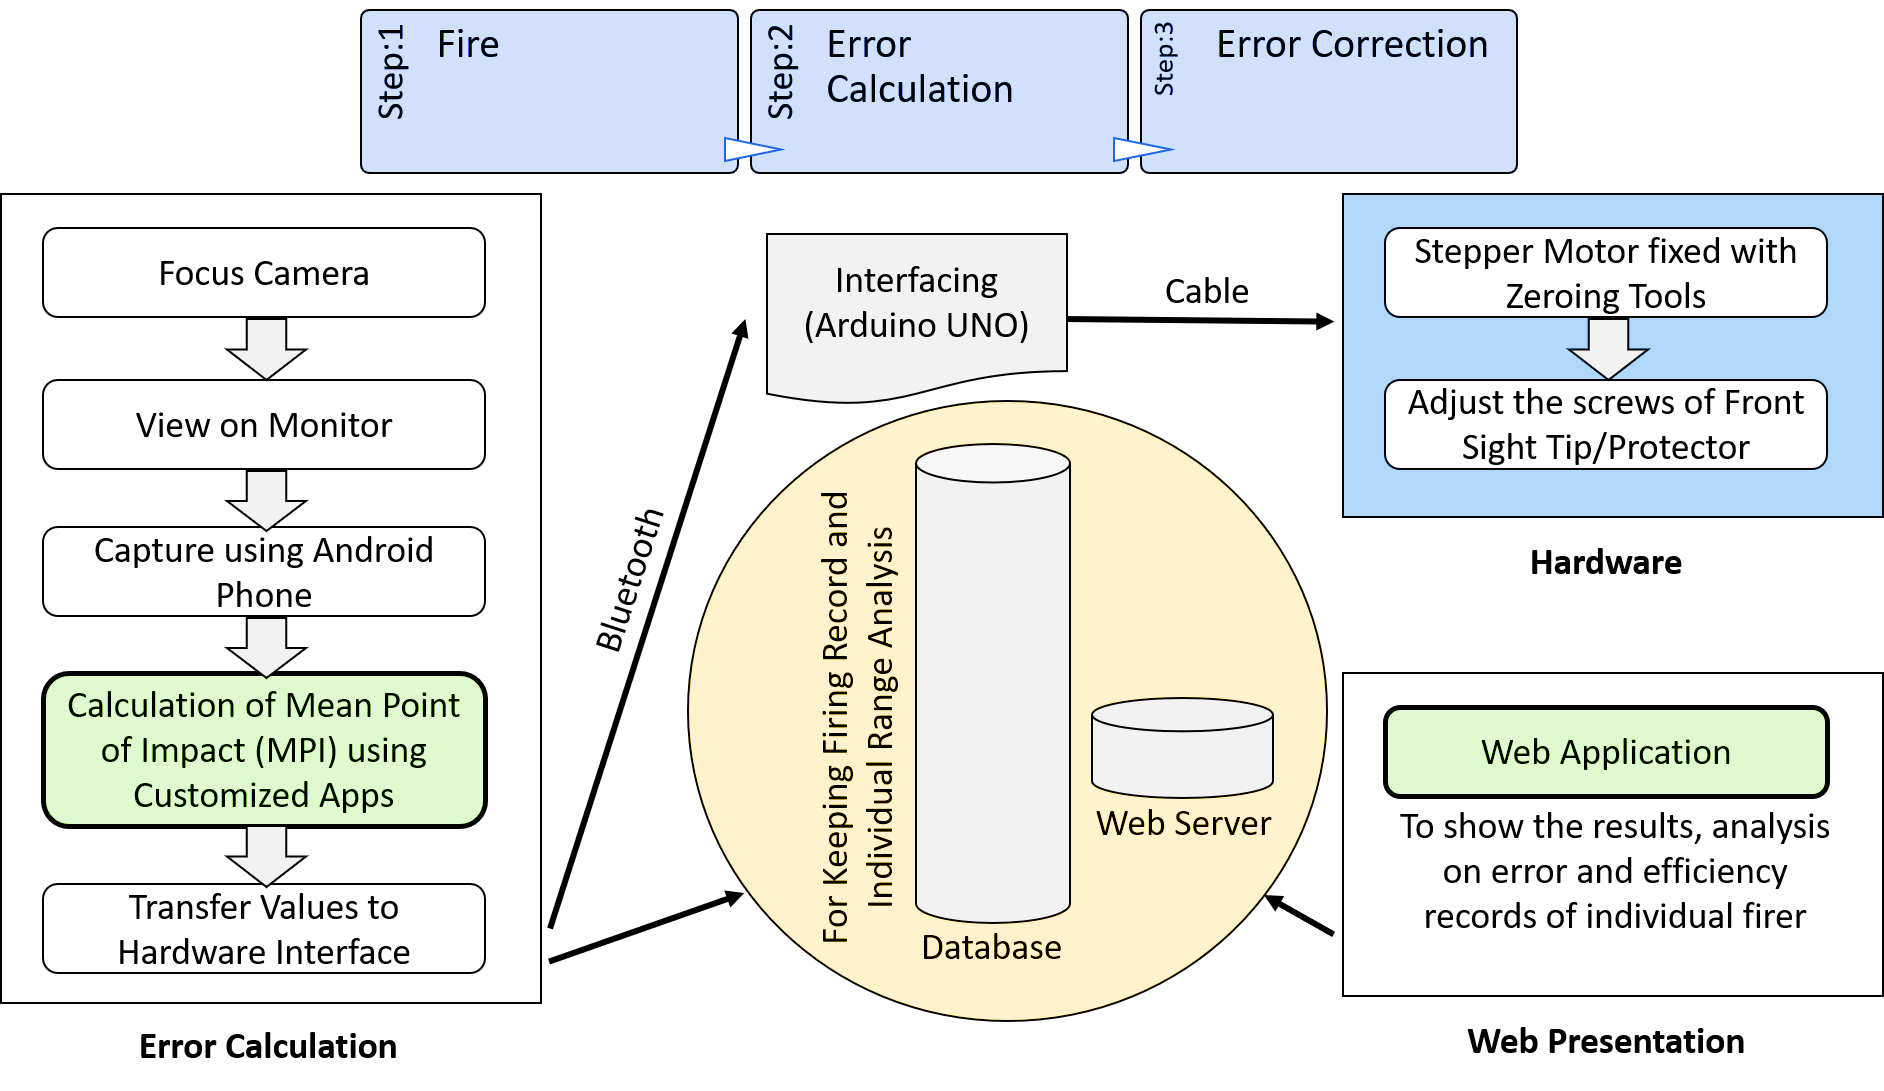 Step:1
Fire
Step:2
Error
Calculation
Step:3
Error Correction
Focus Camera
View on Monitor
Capture using Android
Phone
Calculation of Mean Point
of Impact (MPI) using
Customized Apps
Transfer Values to
Hardware Interface
Error Calculation
Bluetooth
Interfacing
(Arduino UNO)
Cable
For Keeping Firing Record and
Individual Range Analysis
Database
Web Server
Stepper Motor fixed with
Zeroing Tools
Adjust the screws of Front
Sight Tip/Protector
Hardware
Web Application
To show the results, analysis
on error and efficiency
records of individual firer
Web Presentation